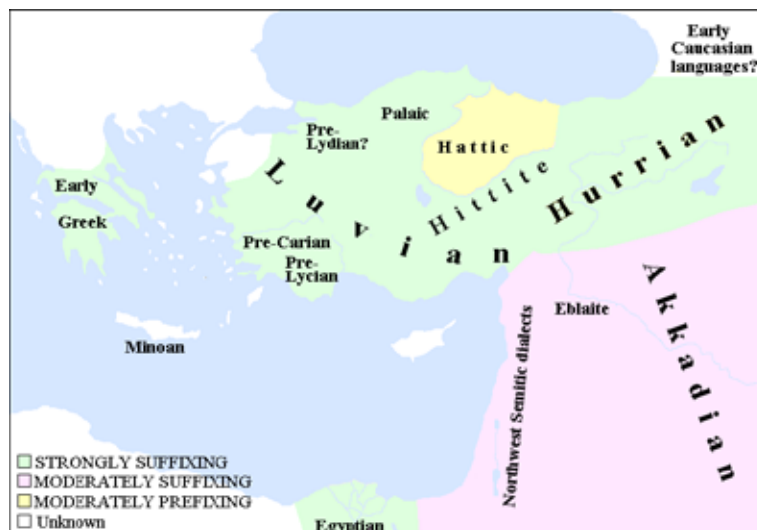 Early
Caucasian
languages?
Palaic
Pre-
Lydian?
Hattic
Luvian
Hittite
Hurrian
Early
Greek
Pre-Carian
Pre-
Lycian
Minoan
Eblaite
Akkadian
Northwest Semitic dialects
STRONGLY SUFFIXING
MODERATELY SUFFIXING
MODERATELY PREFIXING
Unknown
Egyptian